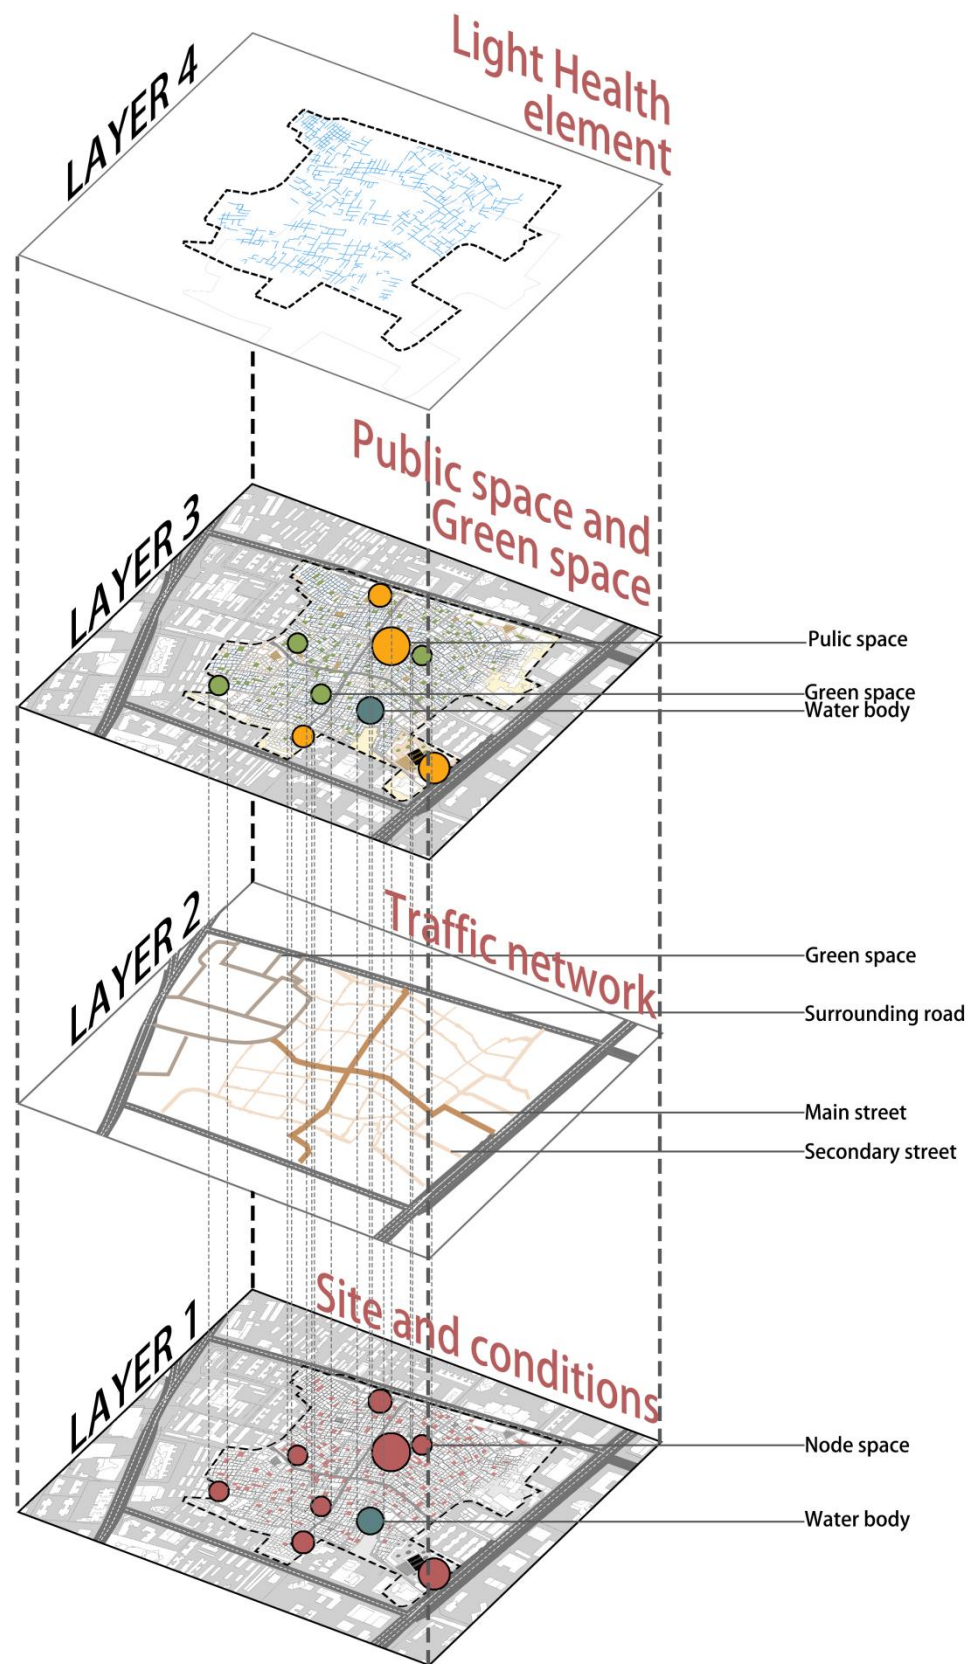 LAYER 4
Light Health
element
LAYER 3
Public space and
Green space
Pulic space
Green space
Water body
LAYER 2
Traffic network
Green space
Surrounding road
Main street
Secondary street
LAYER 1
Site and conditions
Node space
Water body